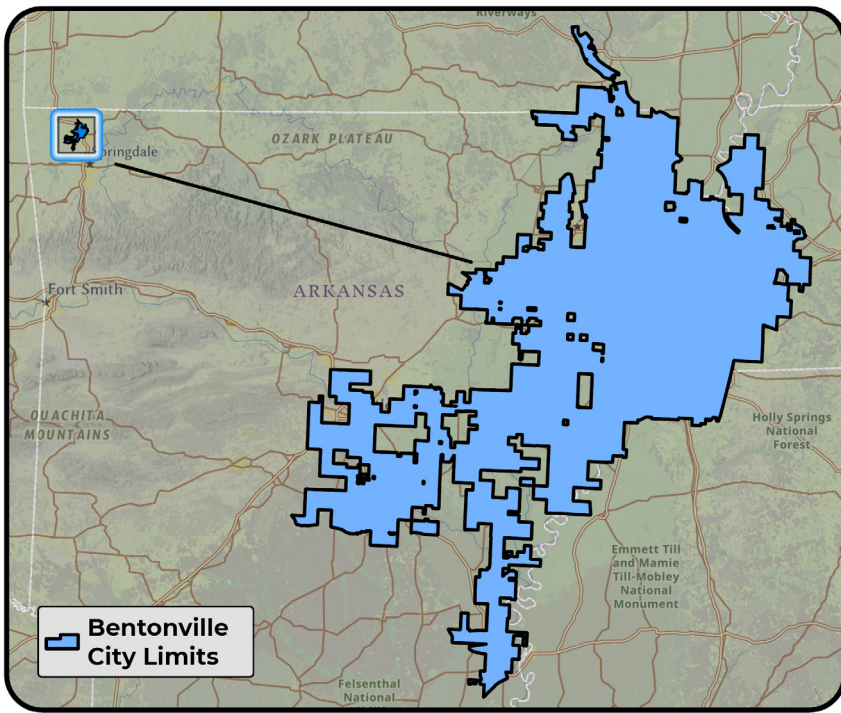 Riverways
OZARK PLATEAU
pringdale
Fort Smith
ARKANSAS
OUACHITA
MOUNTAINS
Holly Springs
National
Forest
Emmett Till
and Mamie
Till-Mobley
National
Monument
Bentonville
City Limits
Felsenthal
National